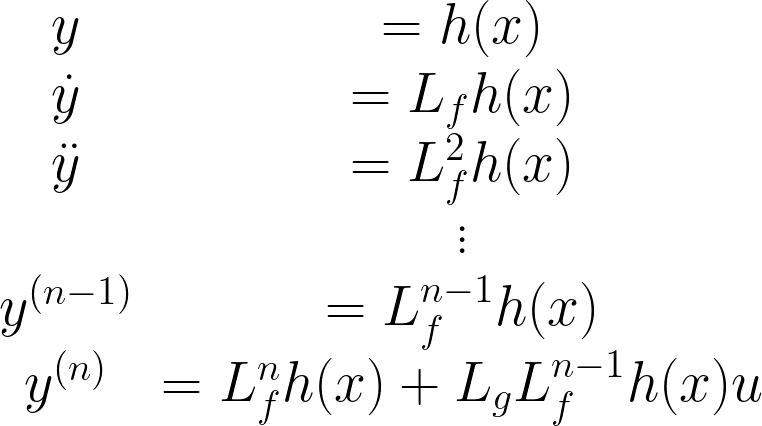 y = h(x)
ẏ = L_f h(x)
ÿ = L_f^2 h(x)
⋮
y^{(n−1)} = L_f^{n−1} h(x)
y^{(n)} = L_f^n h(x) + L_g L_f^{n−1} h(x)u